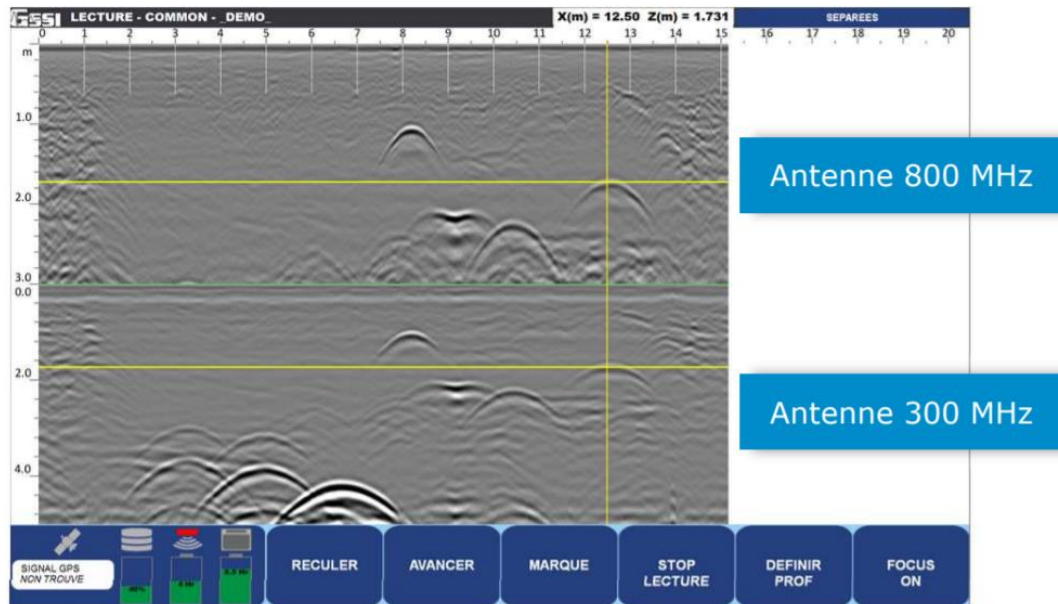 GSSI LECTURE - COMMON - _DEMO_ X(m) = 12.50 Z(m) = 1.731 SEPAREES
0 1 2 3 4 5 6 7 8 9 10 11 12 13 14 15 16 17 18 19 20
m
1.0
2.0
3.0
0.0
2.0
4.0
Antenne 800 MHz
Antenne 300 MHz
SIGNAL GPS
NON TROUVE
RECULER
AVANCER
MARQUE
STOP
LECTURE
DEFINIR
PROF
FOCUS
ON